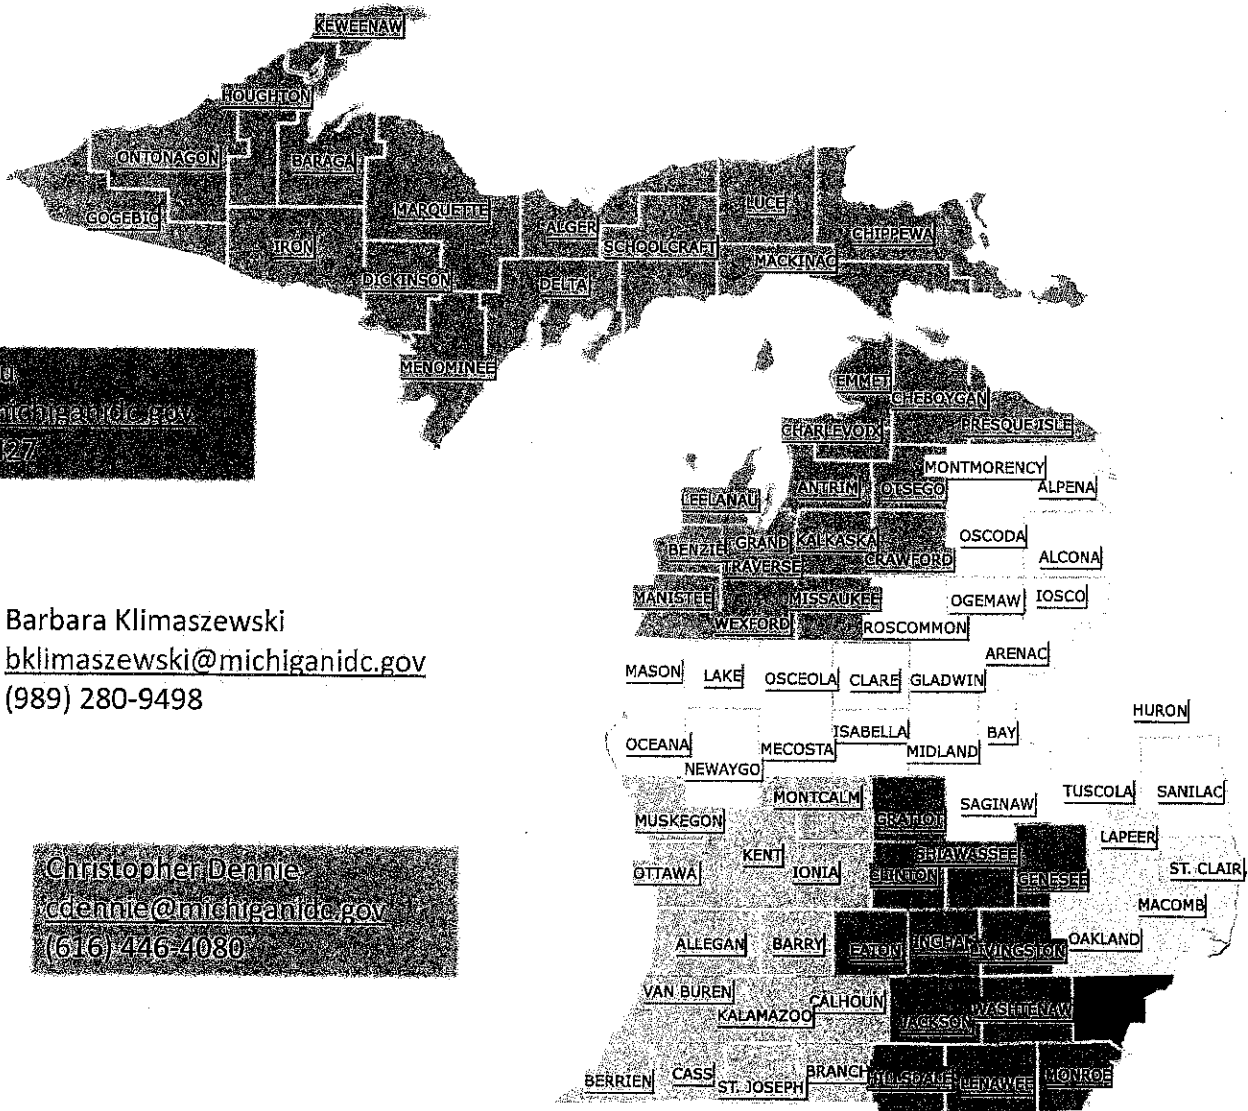 KEWEENAW
HOUGHTON
ONTONAGON
BARAGA
GOGEBIC
MARQUETTE
LUCE
ALGER
CHIPPEWA
IRON
SCHOOLCRAFT
MACKINAC
DICKINSON
DELTA
MENOMINEE
u
michiganidc.gov
27
EMMET
CHEBOYGAN
CHARLEVOIX
PRESQUE ISLE
MONTMORENCY
ANTRIM
OTSEGO
ALPENA
LEELANAU
OSCODA
BENZIE
GRAND
TRAVERSE
KALKASKA
CRAWFORD
ALCONA
MANISTEE
MISSAUKEE
OGEMAW
IOSCO
WEXFORD
ROSCOMMON
Barbara Klimaszewski
bklimaszewski@michiganidc.gov
(989) 280-9498
ARENAC
MASON
LAKE
OSCEOLA
CLARE
GLADWIN
HURON
OCEANA
ISABELLA
BAY
MECOSTA
MIDLAND
NEWAYGO
TUSCOLA
SANILAC
MONTCALM
SAGINAW
MUSKEGON
GRATIOT
LAPEER
KENT
SHIAWASSEE
OTTAWA
IONIA
CLINTON
GENESEE
ST. CLAIR
MACOMB
Christopher Dennie
cdennie@michiganidc.gov
(616) 446-4080
ALLEGAN
BARRY
EATON
INGHAM
LIVINGSTON
OAKLAND
VAN BUREN
CALHOUN
KALAMAZOO
JACKSON
WASHTENAW
BERRIEN
CASS
ST. JOSEPH
BRANCH
HILLSDALE
LENAWEE
MONROE